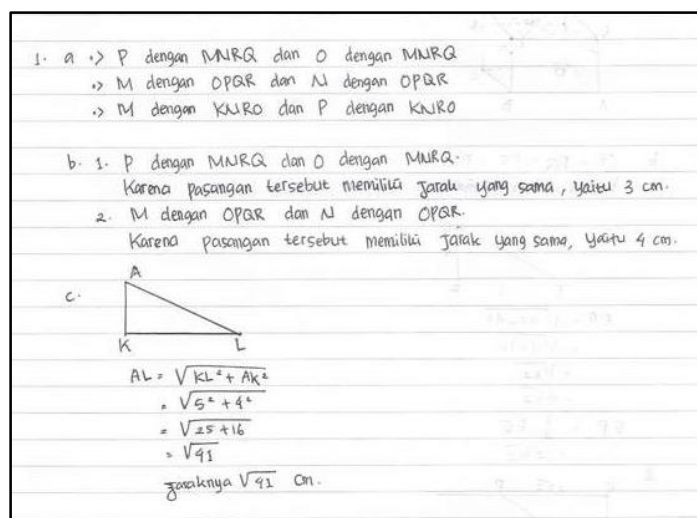 1. a .> P dengan MNRQ dan O dengan MNRQ
.> M dengan OPQR dan N dengan OPQR
.> M dengan KNRO dan P dengan KNRO
b. 1. P dengan MNRQ dan O dengan MNRQ.
Karena pasangan tersebut memiliki jarak yang sama, yaitu 3 cm.
2. M dengan OPQR dan N dengan OPQR.
Karena pasangan tersebut memiliki jarak yang sama, yaitu 4 cm.
c.
A
K L
AL = √KL² + AK²
= √5² + 4²
= √25 + 16
= √41
Jaraknya √41 cm.